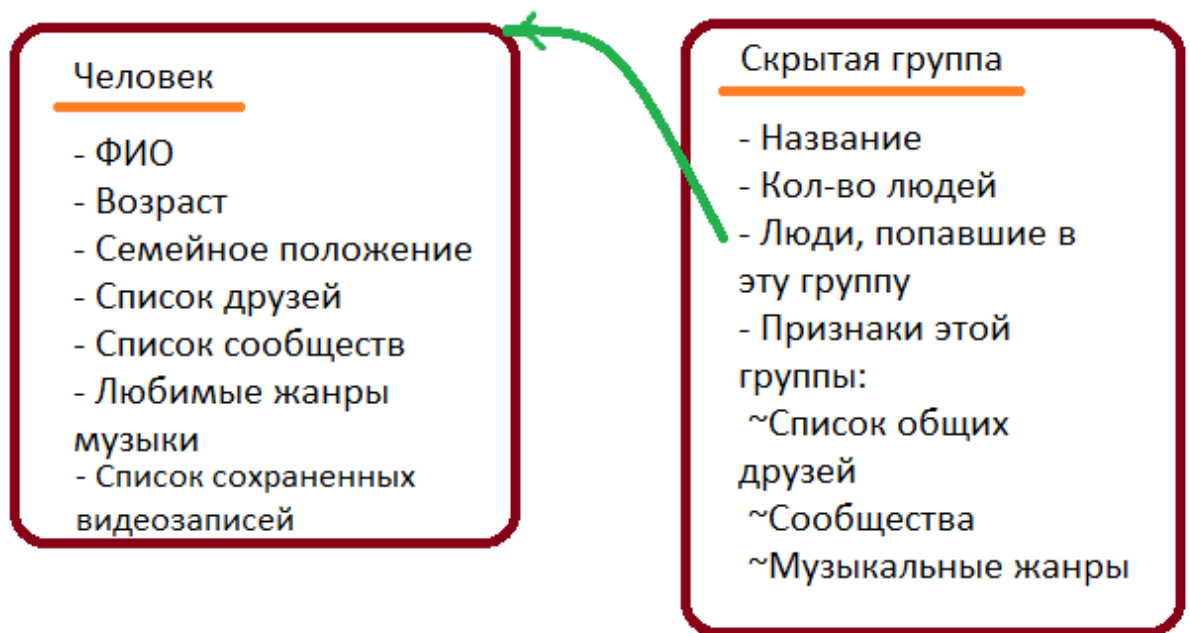 Человек
- ФИО
- Возраст
- Семейное положение
- Список друзей
- Список сообществ
- Любимые жанры
музыки
- Список сохраненных
видеозаписей
Скрытая группа
- Название
- Кол-во людей
- Люди, попавшие в
эту группу
- Признаки этой
группы:
~Список общих
друзей
~Сообщества
~Музыкальные жанры